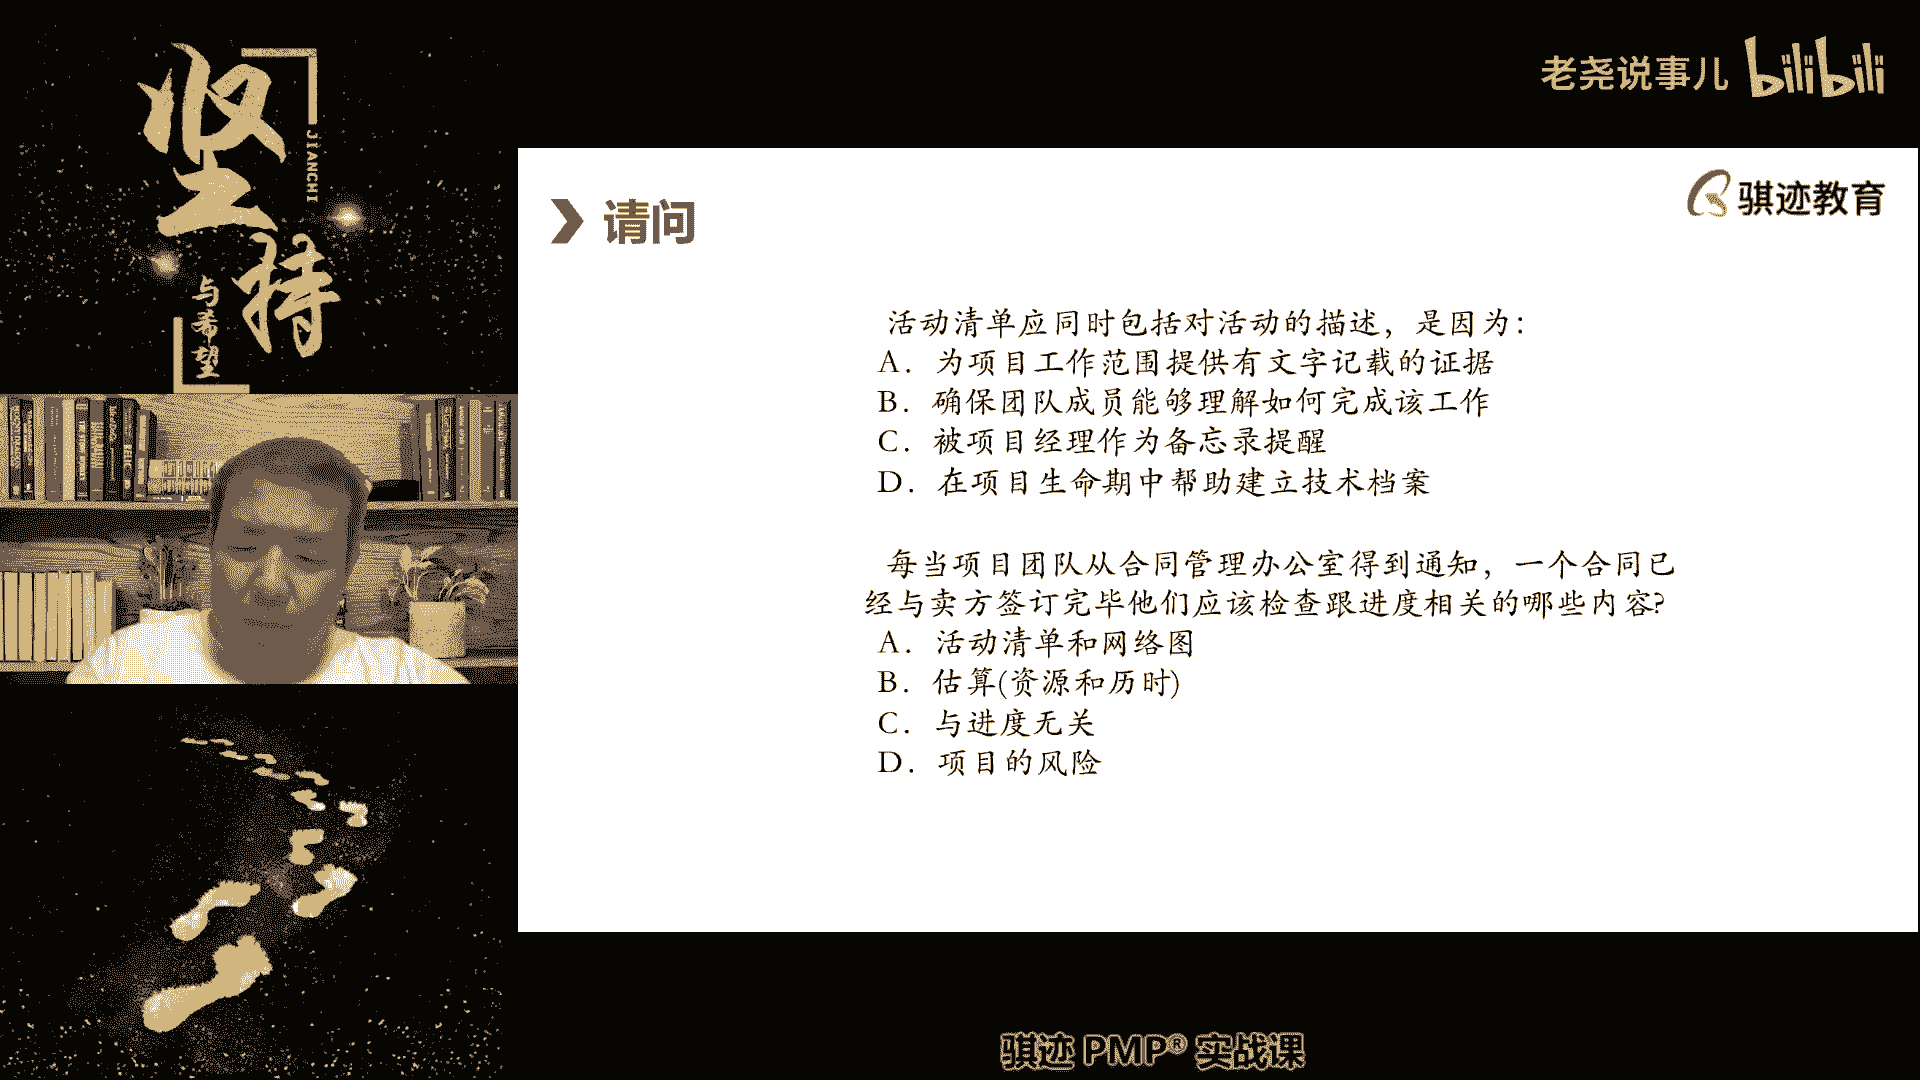 坚持
JIANCHI
与希望
老尧说事儿 bilibili
骐迹教育
请问
活动清单应同时包括对活动的描述，是因为：
A．为项目工作范围提供有文字记载的证据
B．确保团队成员能够理解如何完成该工作
C．被项目经理作为备忘录提醒
D．在项目生命期中帮助建立技术档案
每当项目团队从合同管理办公室得到通知，一个合同已
经与卖方签订完毕他们应该检查跟进度相关的哪些内容?
A．活动清单和网络图
B．估算(资源和历时)
C．与进度无关
D．项目的风险
骐迹 PMP® 实战课